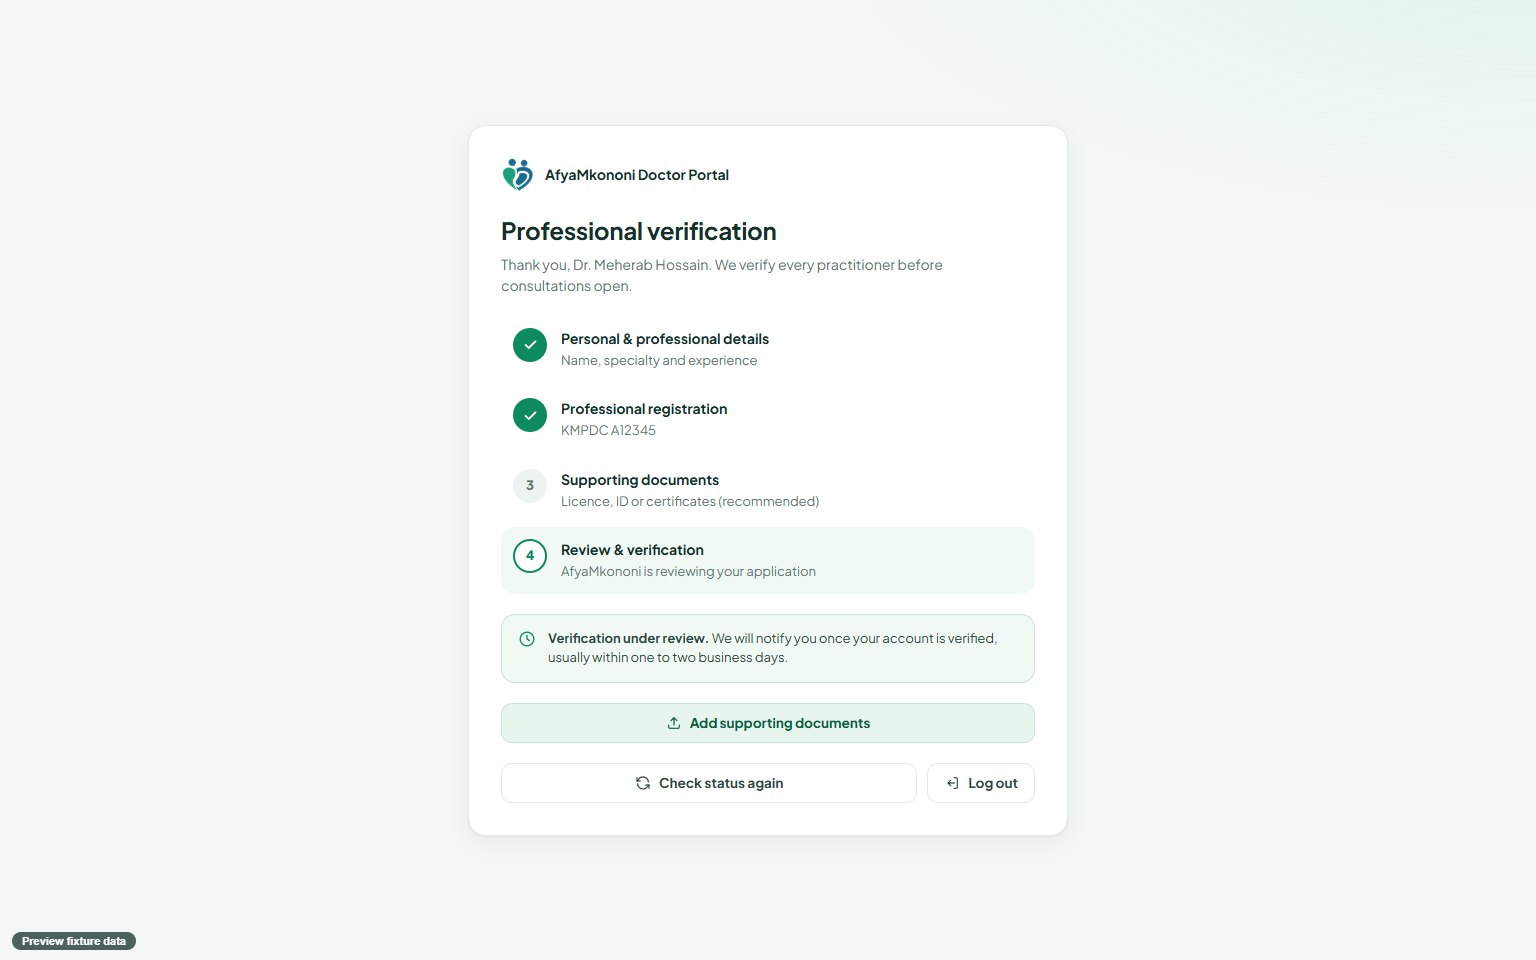 AfyaMkononi Doctor Portal
Professional verification
Thank you, Dr. Meherab Hossain. We verify every practitioner before
consultations open.
Personal & professional details
Name, specialty and experience
Professional registration
KMPDC A12345
3
Supporting documents
Licence, ID or certificates (recommended)
4
Review & verification
AfyaMkononi is reviewing your application
Verification under review. We will notify you once your account is verified,
usually within one to two business days.
Add supporting documents
Check status again
Log out
Preview fixture data